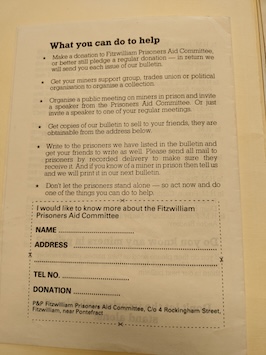 What you can do to help
• Make a donation to Fitzwilliam Prisoners Aid Committee,
or better still pledge a regular donation — in return we
will send you each issue of our bulletin.
• Get your miners support group, trades union or political
organisation to organise a collection.
• Organise a public meeting on miners in prison and invite
a speaker from the Prisoners Aid Committee. Or just
invite a speaker to one of your regular meetings.
• Get copies of our bulletin to sell to your friends, they are
obtainable from the address below.
• Write to the prisoners we have listed in the bulletin and
get your friends to write as well. Please send all mail to
prisoners by recorded delivery to make sure they
receive it. And if you know of a miner in prison then tell us
and we will print it in our next bulletin.
• Don't let the prisoners stand alone — so act now and do
one of the things you can do to help.
I would like to know more about the Fitzwilliam
Prisoners Aid Committee
NAME
ADDRESS
TEL NO.
DONATION
P&P Fitzwilliam Prisoners Aid Committee, C/o 4 Rockingham Street,
Fitzwilliam, near Pontefract